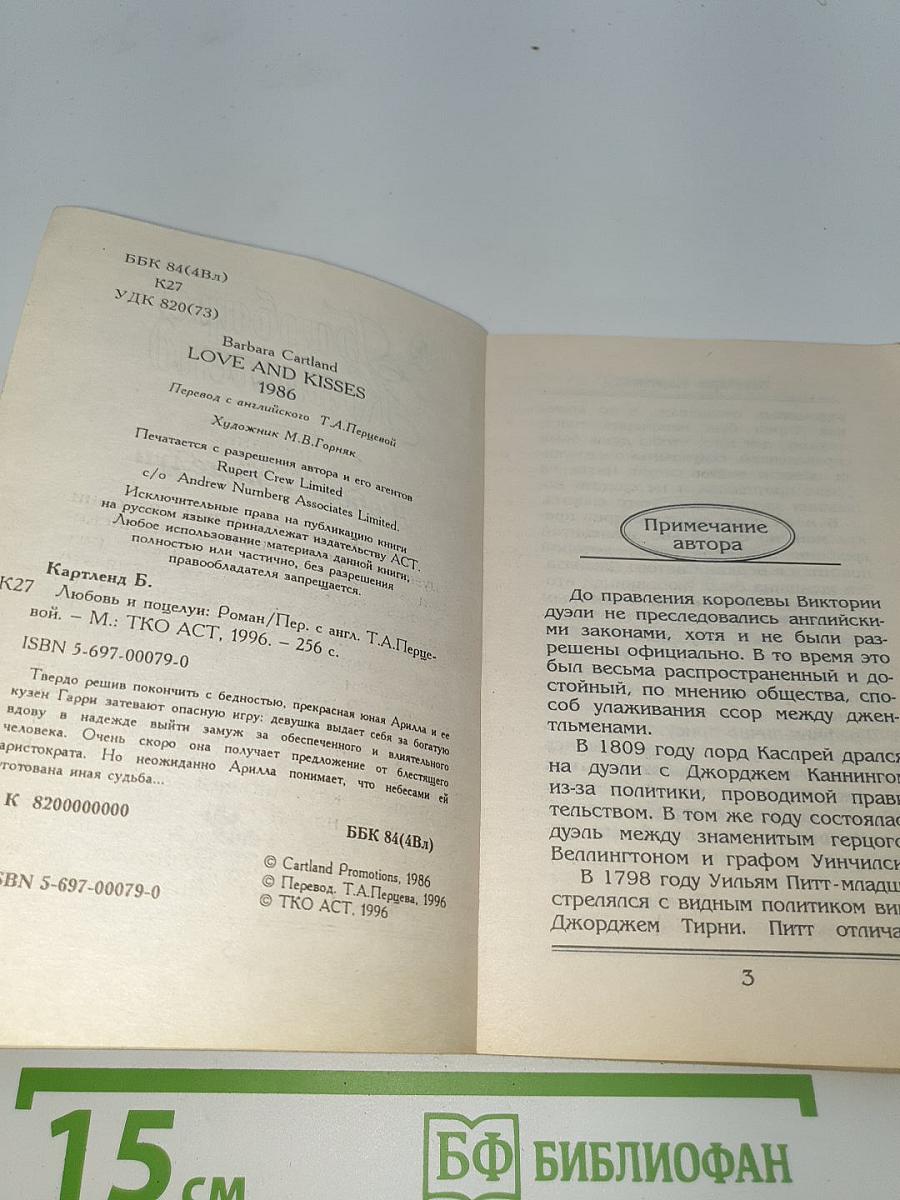 ББК 84(4Вл)
К27
УДК 820(73)
Barbara Cartland
LOVE AND KISSES
1986
Перевод с английского Т.А.Перцевой
Художник М.В.Горняк
Печатается с разрешения автора и его агентов
Rupert Crew Limited
c/o Andrew Nurnberg Associates Limited.
Исключительные права на публикацию книги
на русском языке принадлежат издательству АСТ.
Любое использование материала данной книги,
полностью или частично, без разрешения
правообладателя запрещается.
Картленд Б.
К27 Любовь и поцелуи: Роман/Пер. с англ. Т.А.Перце-
вой. – М.: ТКО АСТ, 1996. – 256 с.
ISBN 5-697-00079-0
Твердо решив покончить с бедностью, прекрасная юная Арилла и ее
кузен Гарри затевают опасную игру: девушка выдает себя за богатую
вдову в надежде выйти замуж за обеспеченного и влиятельного
человека. Очень скоро она получает предложение от блестящего
аристократа. Но неожиданно Арилла понимает, что небесами ей
уготована иная судьба...
К 8200000000
ББК 84(4Вл)
© Cartland Promotions, 1986
© Перевод. Т.А.Перцева, 1996
© ТКО АСТ, 1996
SBN 5-697-00079-0
Примечание
автора
До правления королевы Виктории
дуэли не преследовались английски-
ми законами, хотя и не были раз-
решены официально. В то время это
был весьма распространенный и до-
стойный, по мнению общества, спо-
соб улаживания ссор между джен-
тльменами.
В 1809 году лорд Каслрей дрался
на дуэли с Джорджем Каннингом
из-за политики, проводимой прави
тельством. В том же году состоялас
дуэль между знаменитым герцого
Веллингтоном и графом Уинчилси
В 1798 году Уильям Питт-младш
стрелялся с видным политиком виг
Джорджем Тирни. Питт отлича
3
15 см
БФ БИБЛИОФАН